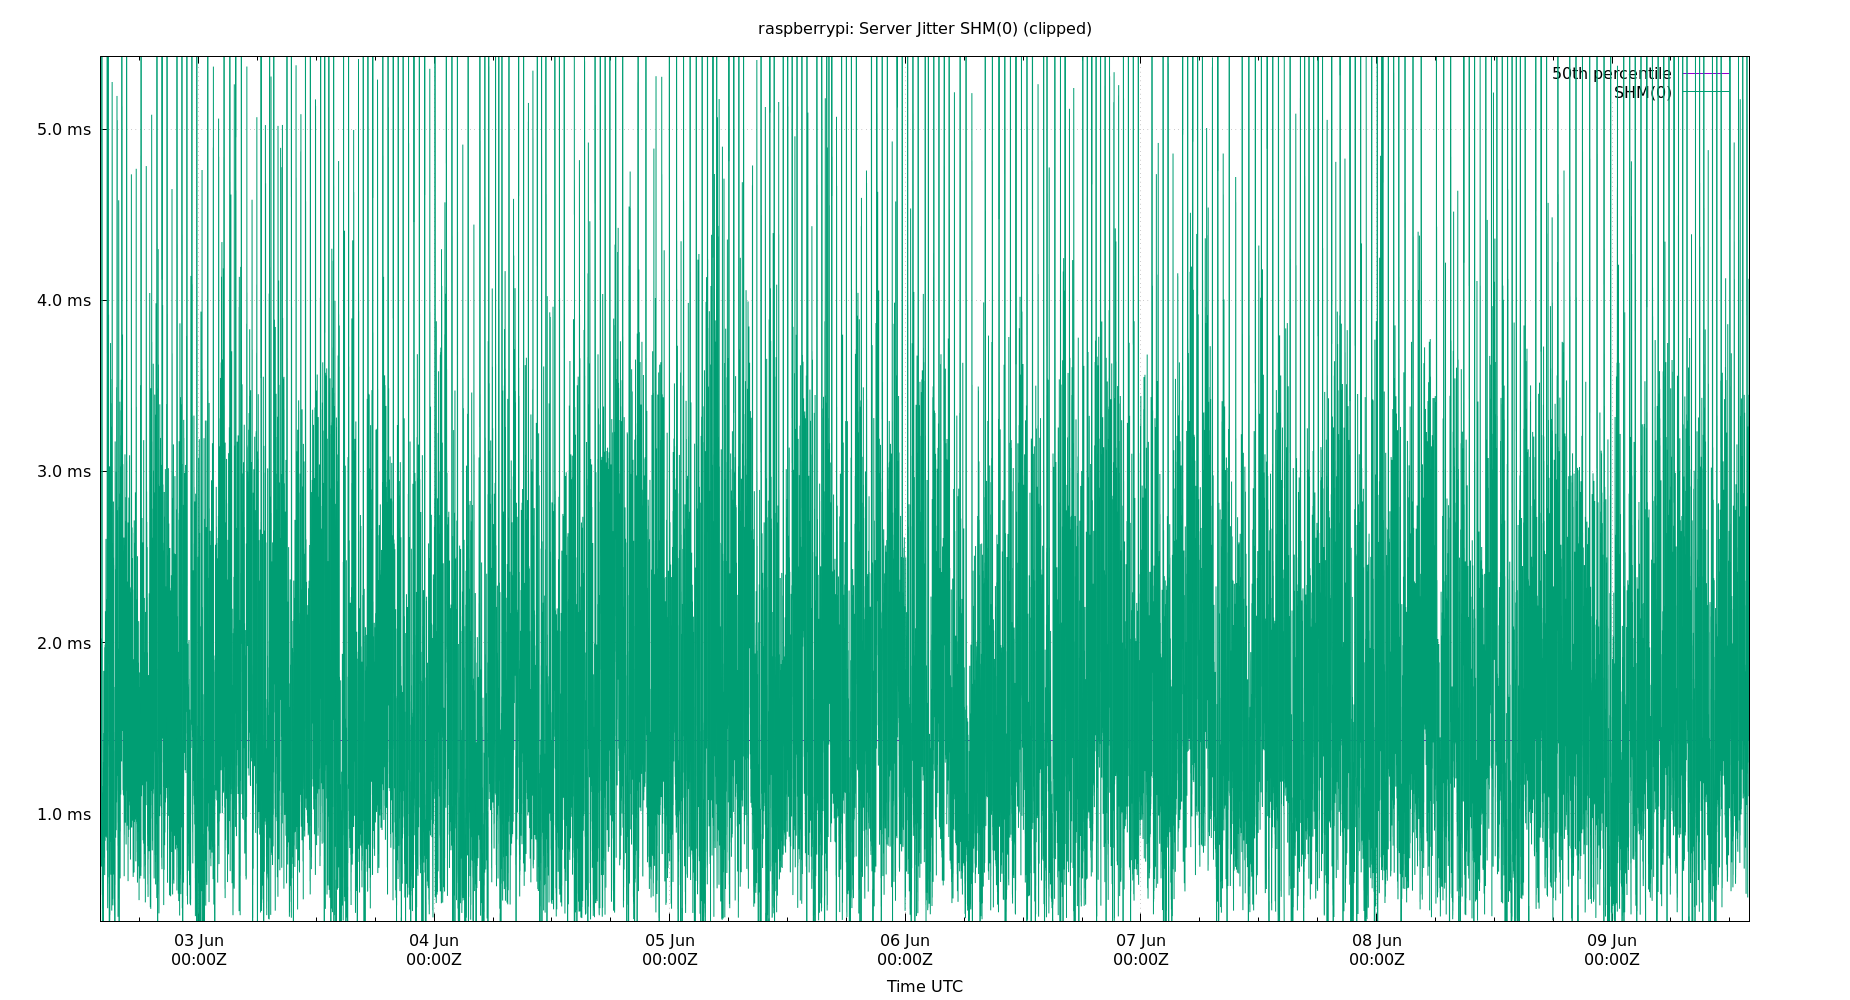 raspberrypi: Server Jitter SHM(0) (clipped)
50th percentile
SHM(0)
5.0 ms
4.0 ms
3.0 ms
2.0 ms
1.0 ms
03 Jun 04 Jun 05 Jun 06 Jun 07 Jun 08 Jun 09 Jun
00:00Z 00:00Z 00:00Z 00:00Z 00:00Z 00:00Z 00:00Z
Time UTC